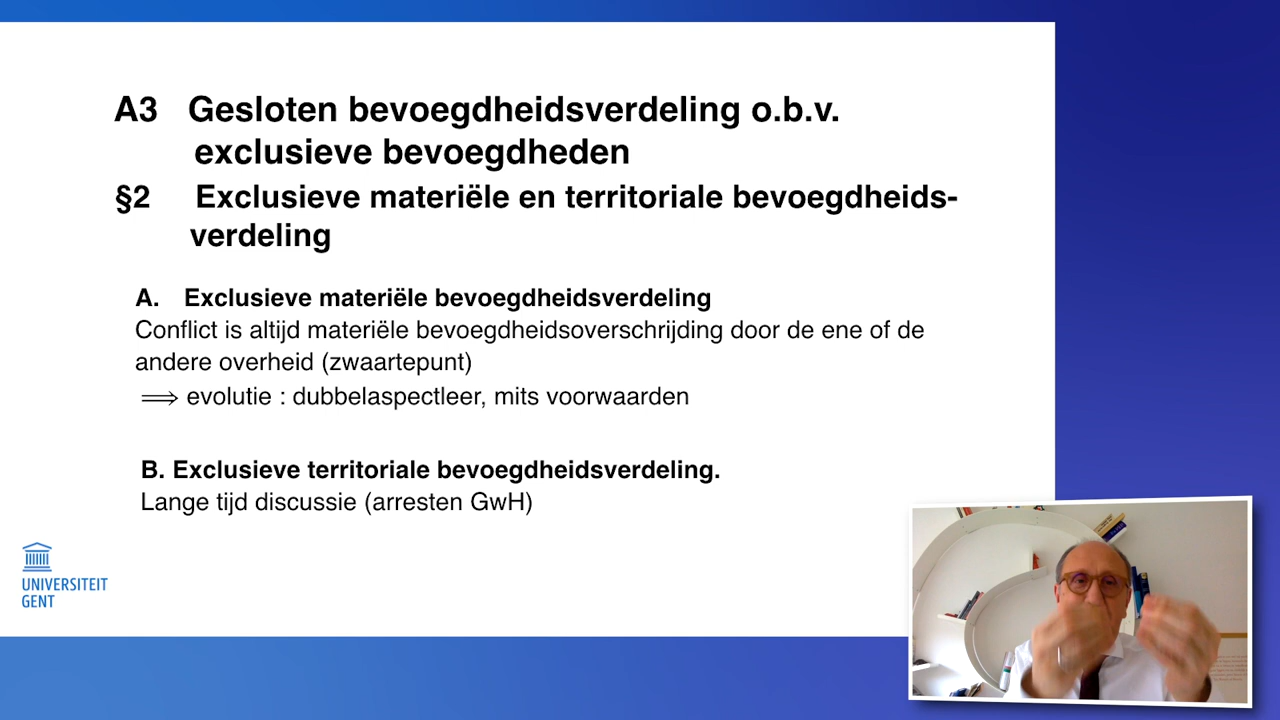 A3 Gesloten bevoegdheidsverdeling o.b.v.
exclusieve bevoegdheden
§2 Exclusieve materiële en territoriale bevoegdheids-
verdeling
A. Exclusieve materiële bevoegdheidsverdeling
Conflict is altijd materiële bevoegdheidsoverschrijding door de ene of de
andere overheid (zwaartepunt)
⟹ evolutie : dubbelaspectleer, mits voorwaarden
B. Exclusieve territoriale bevoegdheidsverdeling.
Lange tijd discussie (arresten GwH)
UNIVERSITEIT
GENT